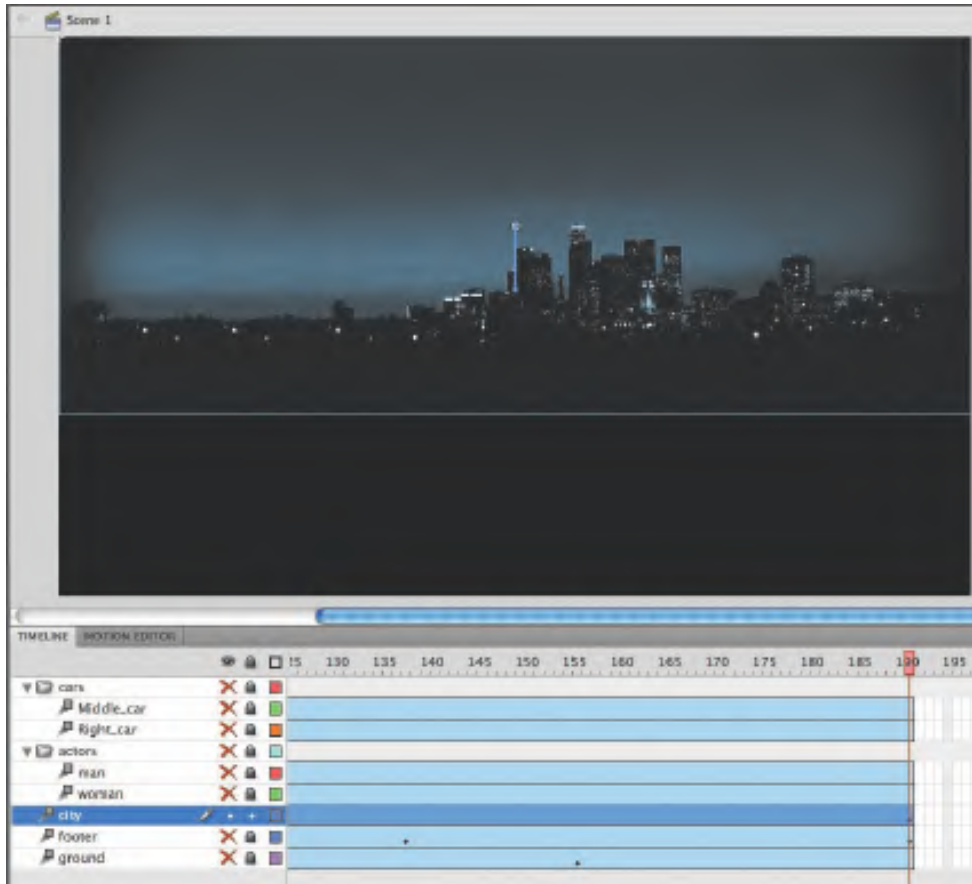 Scene 1
TIMELINE MOTION EDITOR
15 130 135 140 145 150 155 160 165 170 175 180 185 190 195
cars
Middle_car
Right_car
actors
man
woman
city
footer
ground